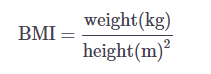 BMI = weight(kg) / height(m)²